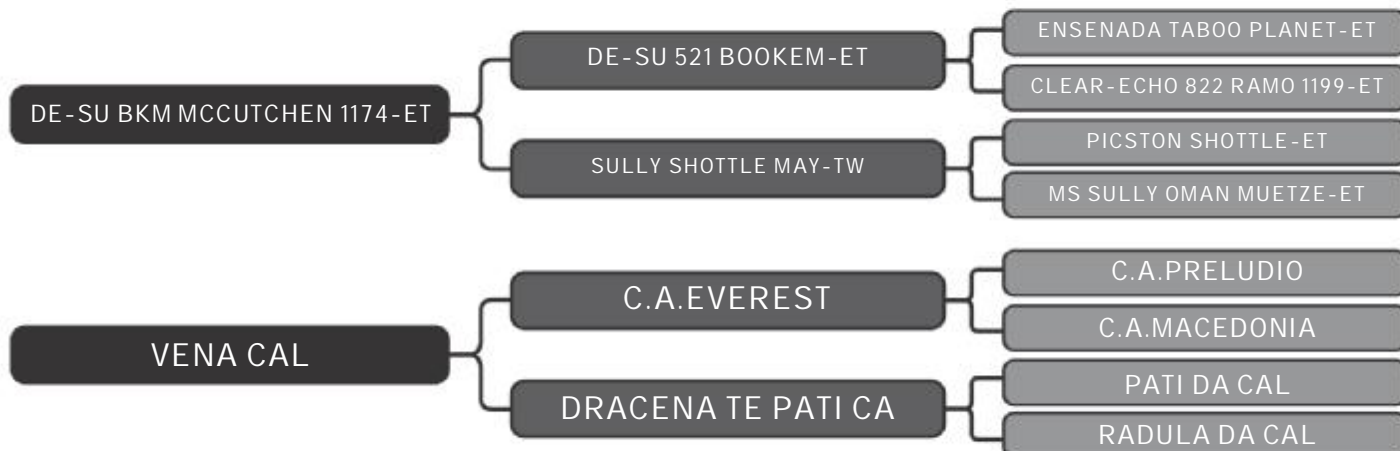 ENSENADA TABOO PLANET-ET
DE-SU 521 BOOKEM-ET
CLEAR-ECHO 822 RAMO 1199-ET
DE-SU BKM MCCUTCHEN 1174-ET
PICSTON SHOTTLE-ET
SULLY SHOTTLE MAY-TW
MS SULLY OMAN MUETZE-ET
C.A.PRELUDIO
C.A.EVEREST
C.A.MACEDONIA
VENA CAL
PATI DA CAL
DRACENA TE PATI CA
RADULA DA CAL